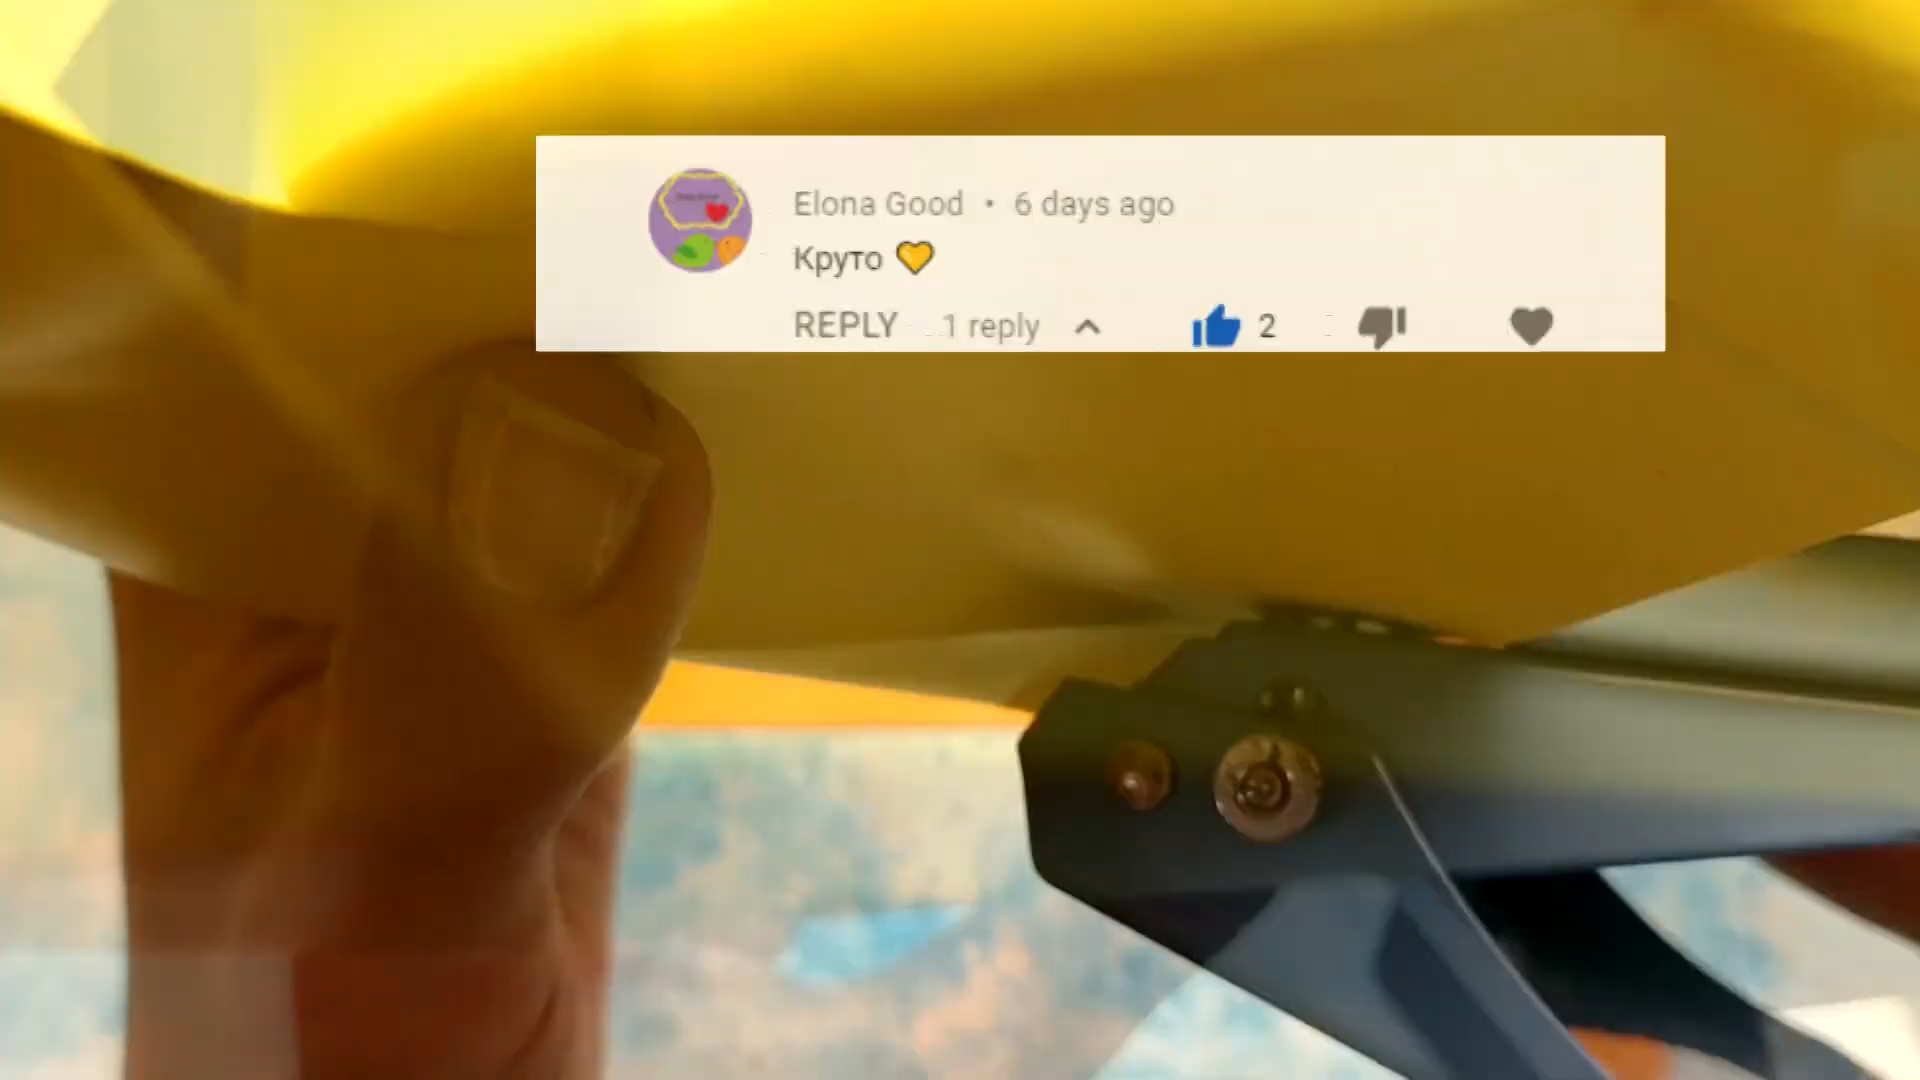 Elona Good • 6 days ago
Круто 💛
REPLY 1 reply 2